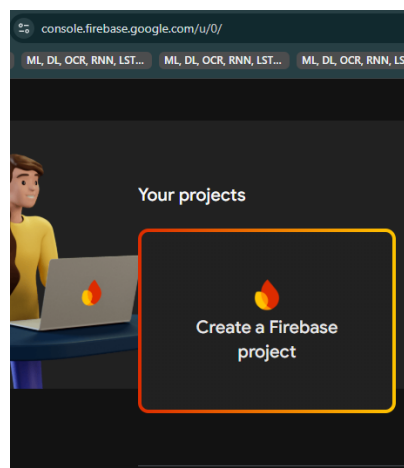 console.firebase.google.com/u/0/
ML, DL, OCR, RNN, LST... ML, DL, OCR, RNN, LST... ML, DL, OCR, RNN, LS
Your projects
Create a Firebase
project